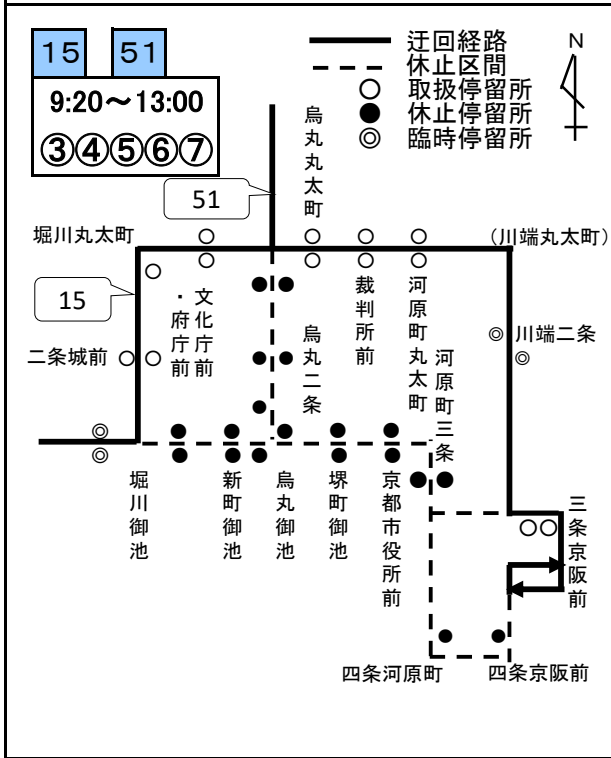 15 51
9:20～13:00
③④⑤⑥⑦
迂回経路
休止区間
取扱停留所
休止停留所
臨時停留所
N
51
烏丸丸太町
堀川丸太町
(川端丸太町)
15
文化庁前
・府庁前
裁判所前
河原町丸太町
川端二条
二条城前
烏丸二条
河原町三条
堀川御池
新町御池
烏丸御池
堺町御池
京都市役所前
三条京阪前
四条河原町
四条京阪前